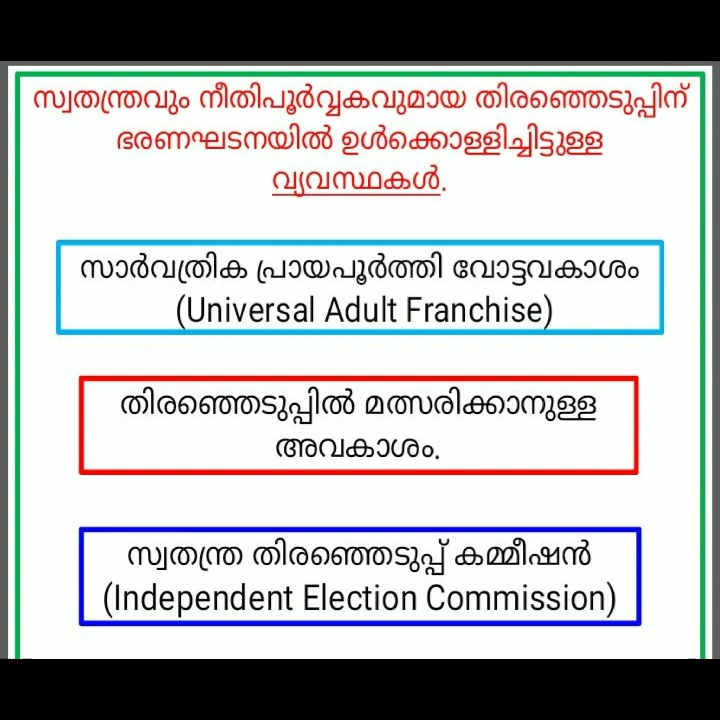 സ്വതന്ത്രവും നീതിപൂർവ്വകവുമായ തിരഞ്ഞെടുപ്പിന്
ഭരണഘടനയിൽ ഉൾക്കൊള്ളിച്ചിട്ടുള്ള
വ്യവസ്ഥകൾ.
സാർവത്രിക പ്രായപൂർത്തി വോട്ടവകാശം
(Universal Adult Franchise)
തിരഞ്ഞെടുപ്പിൽ മത്സരിക്കാനുള്ള
അവകാശം.
സ്വതന്ത്ര തിരഞ്ഞെടുപ്പ് കമ്മീഷൻ
(Independent Election Commission)